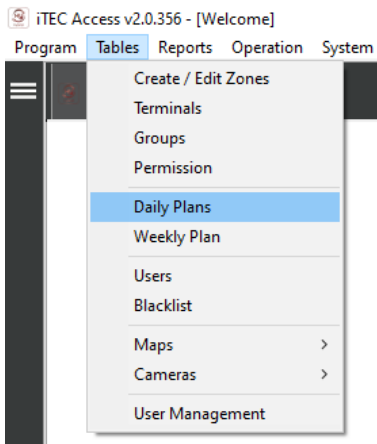 iTEC Access v2.0.356 - [Welcome]
Program Tables Reports Operation System
Create / Edit Zones
Terminals
Groups
Permission
Daily Plans
Weekly Plan
Users
Blacklist
Maps
Cameras
User Management